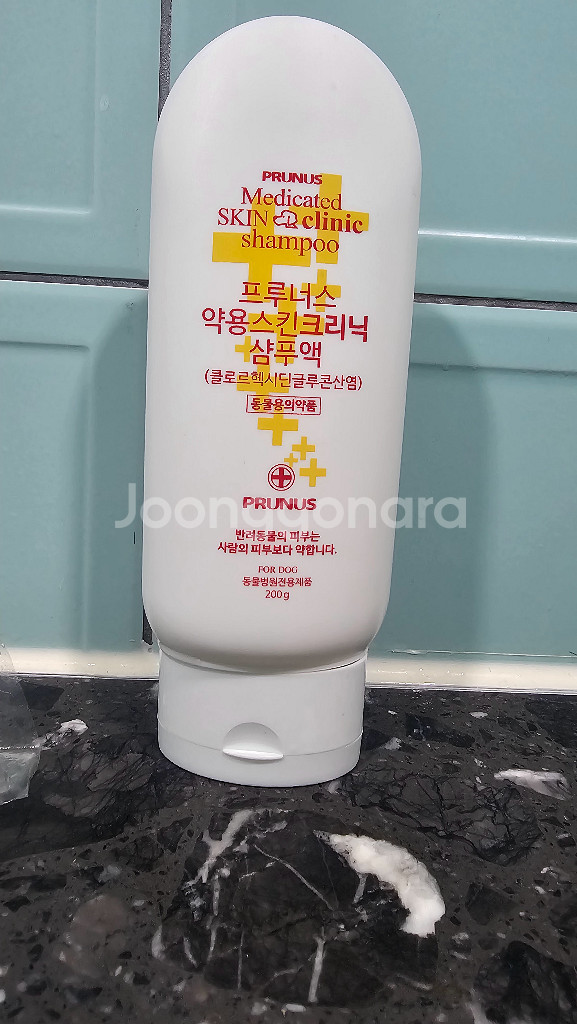 PRUNUS
Medicated
SKIN clinic
shampoo
프루너스
약용스킨크리닉
샴푸액
(클로르헥시딘글루콘산염)
동물용의약품
PRUNUS
Joonggonara
반려동물의 피부는
사람의 피부보다 약합니다.
FOR DOG
동물병원전용제품
200g